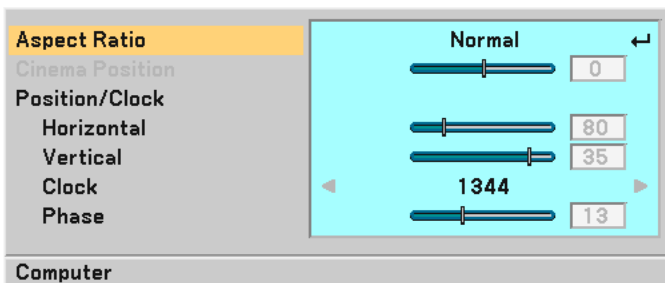 Aspect Ratio Normal
Cinema Position 0
Position/Clock
Horizontal 80
Vertical 35
Clock 1344
Phase 13
Computer